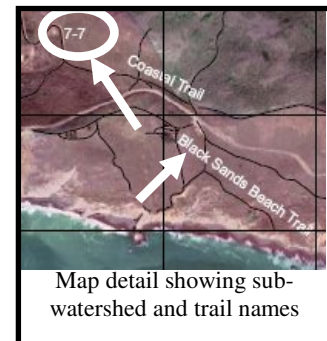 7-7
Coastal Trail
Black Sands Beach Trail
Map detail showing sub-
watershed and trail names